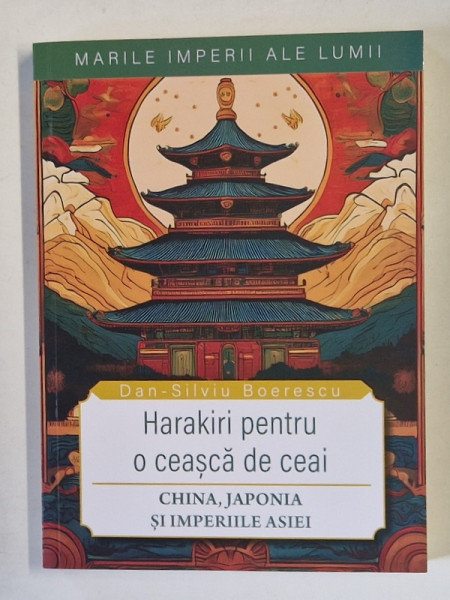 MARILE IMPERII ALE LUMII
Dan-Silviu Boerescu
Harakiri pentru
o ceașcă de ceai
CHINA, JAPONIA
ȘI IMPERIILE ASIEI